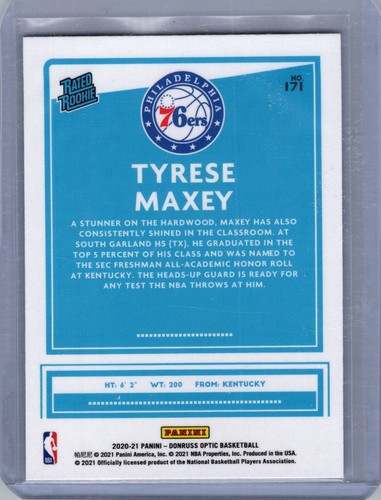 RATED
ROOKIE
PHILADELPHIA
76ers
NO.
171
TYRESE
MAXEY
A STUNNER ON THE HARDWOOD, MAXEY HAS ALSO
CONSISTENTLY SHINED IN THE CLASSROOM. AT
SOUTH GARLAND HS (TX), HE GRADUATED IN THE
TOP 5 PERCENT OF HIS CLASS AND WAS NAMED TO
THE SEC FRESHMAN ALL-ACADEMIC HONOR ROLL
AT KENTUCKY. THE HEADS-UP GUARD IS READY FOR
ANY TEST THE NBA THROWS AT HIM.
HT: 6' 2" WT: 200 FROM: KENTUCKY
PANINI
2020-21 PANINI – DONRUSS OPTIC BASKETBALL
帕尼尼 © 2021 Panini America, Inc. © 2021 NBA Properties, Inc. Produced in the USA.
© 2021 Officially licensed product of the National Basketball Players Association.
NBA